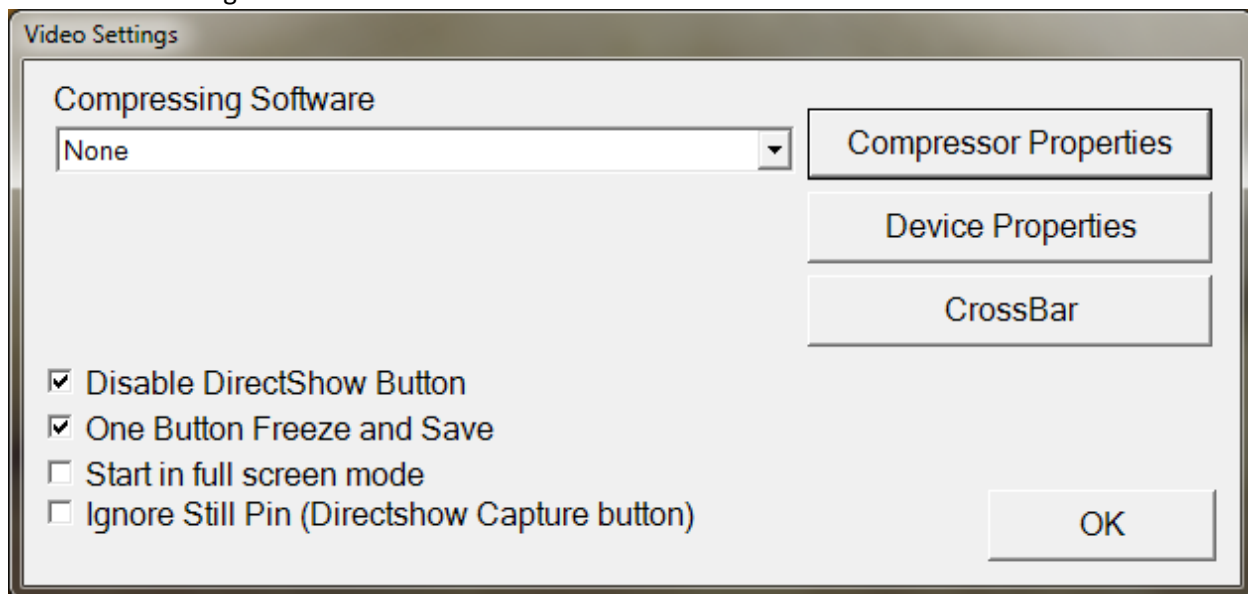 Video Settings
Compressing Software
None
Compressor Properties
Device Properties
CrossBar
Disable DirectShow Button
One Button Freeze and Save
Start in full screen mode
Ignore Still Pin (Directshow Capture button)
OK